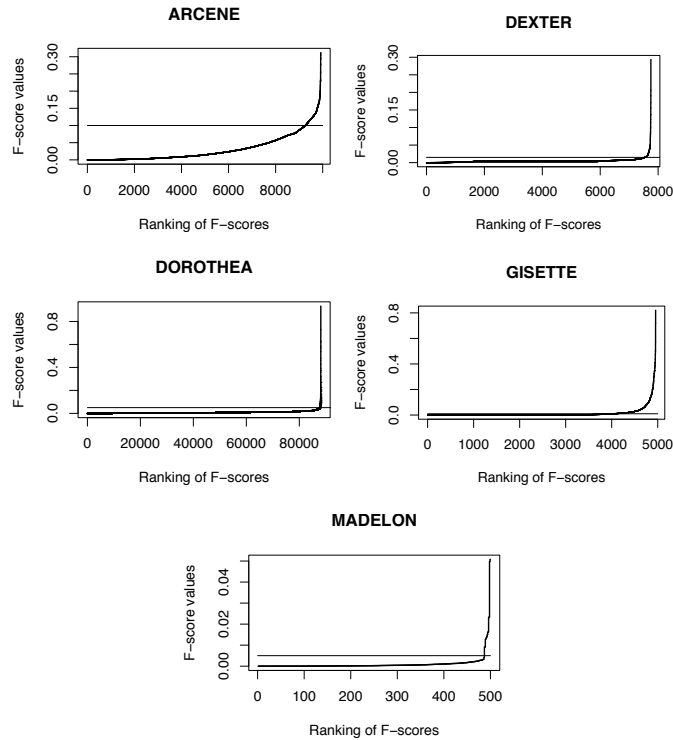 ARCENE
F−score values
0.00 0.15 0.30
0 2000 4000 6000 8000
Ranking of F−scores
DEXTER
F−score values
0.00 0.15 0.30
0 2000 4000 6000 8000
Ranking of F−scores
DOROTHEA
F−score values
0.0 0.4 0.8
0 20000 40000 60000 80000
Ranking of F−scores
GISETTE
F−score values
0.0 0.4 0.8
0 1000 2000 3000 4000 5000
Ranking of F−scores
MADELON
F−score values
0.00 0.02 0.04
0 100 200 300 400 500
Ranking of F−scores